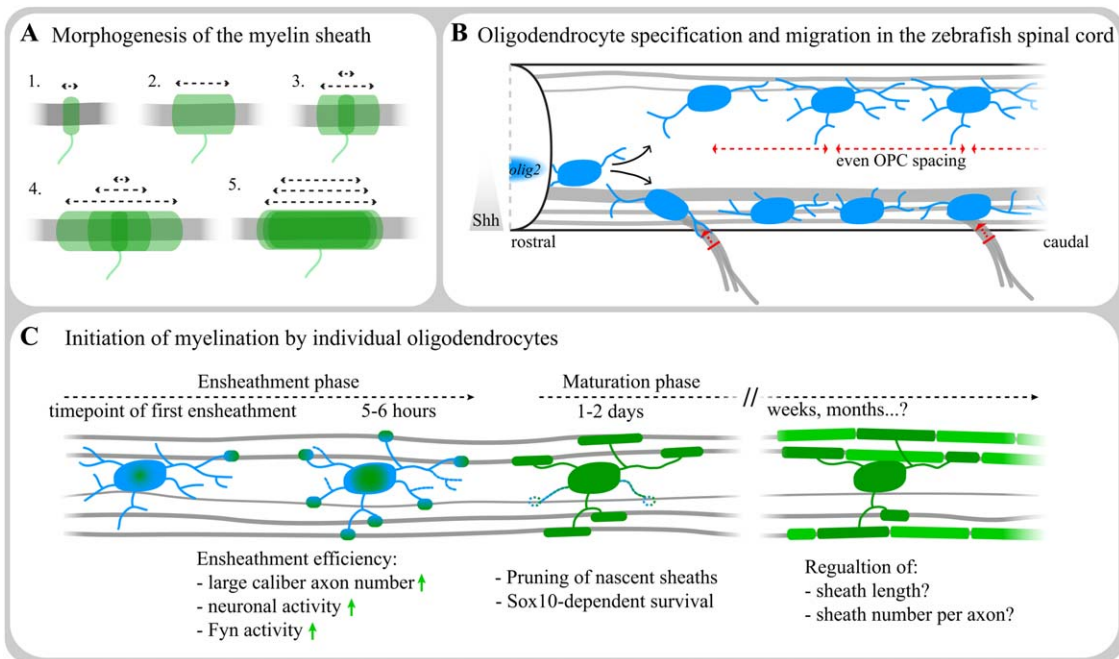 A Morphogenesis of the myelin sheath
1.
2.
3.
4.
5.
B Oligodendrocyte specification and migration in the zebrafish spinal cord
olig2
even OPC spacing
Shh
rostral
caudal
C Initiation of myelination by individual oligodendrocytes
Ensheathment phase
Maturation phase
//
timepoint of first ensheathment
5-6 hours
1-2 days
weeks, months...?
Ensheathment efficiency:
- large caliber axon number
- neuronal activity
- Fyn activity
- Pruning of nascent sheaths
- Sox10-dependent survival
Regualtion of:
- sheath length?
- sheath number per axon?